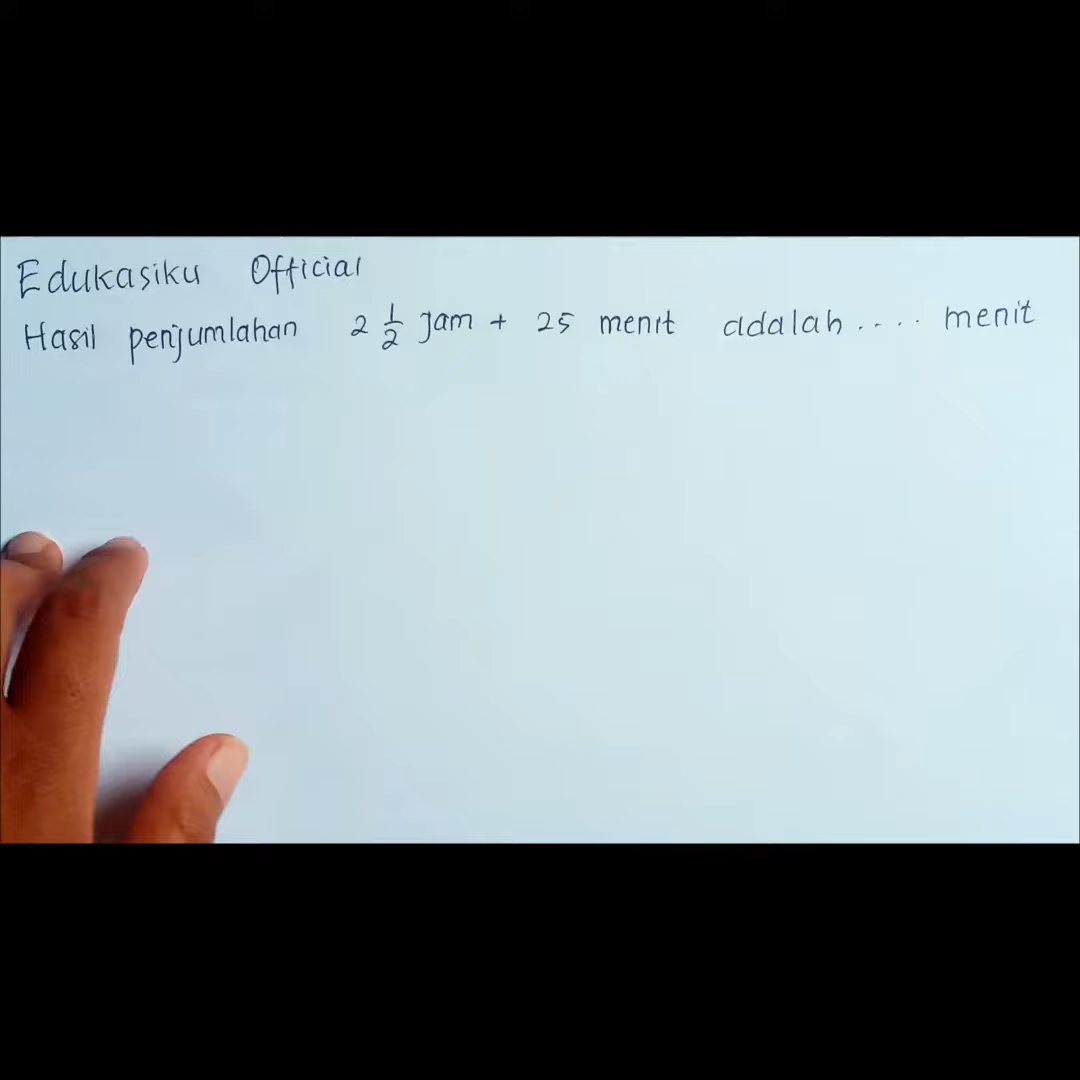 Edukasiku Official
Hasil penjumlahan 2 1/2 jam + 25 menit adalah .... menit